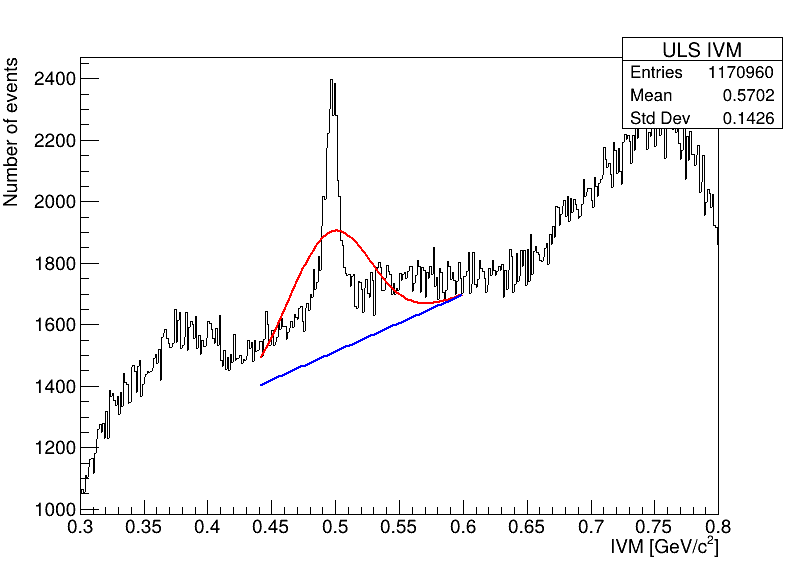 ULS IVM
Entries 1170960
Mean 0.5702
Std Dev 0.1426
Number of events
2400
2200
2000
1800
1600
1400
1200
1000
0.3 0.35 0.4 0.45 0.5 0.55 0.6 0.65 0.7 0.75 0.8
IVM [GeV/c²]